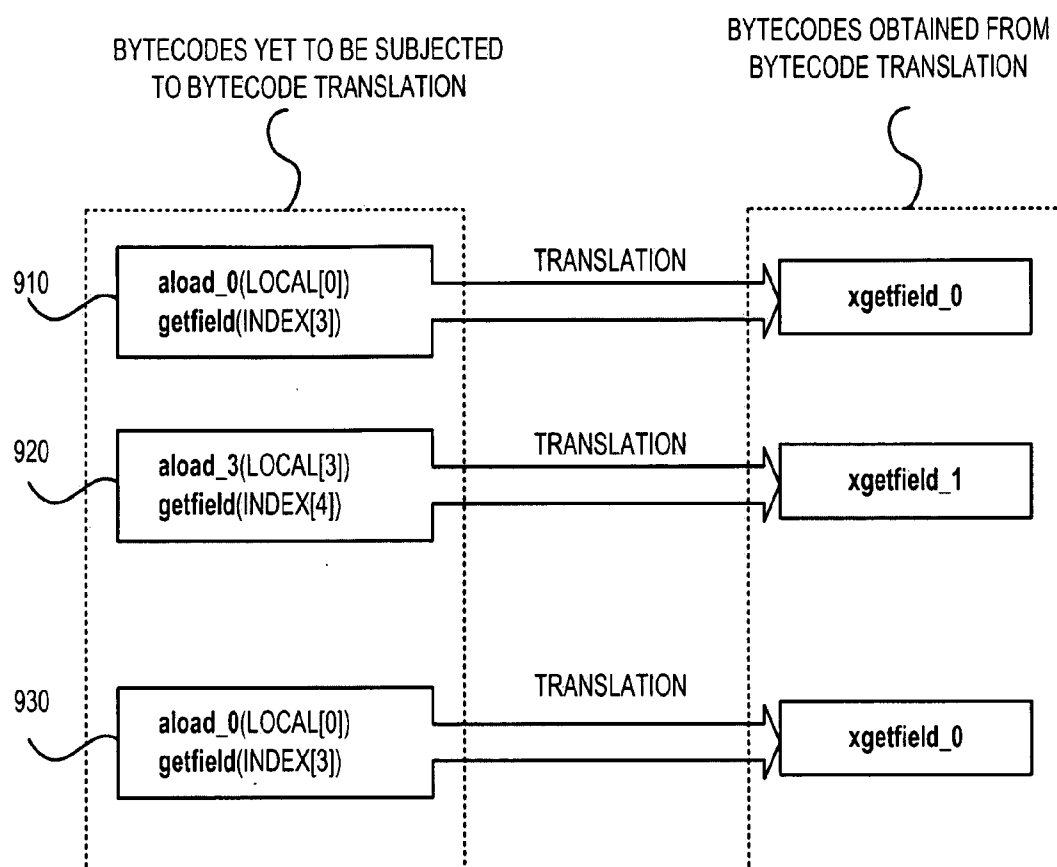 BYTECODES YET TO BE SUBJECTED
TO BYTECODE TRANSLATION
BYTECODES OBTAINED FROM
BYTECODE TRANSLATION
910
aload_0(LOCAL[0])
getfield(INDEX[3])
TRANSLATION
xgetfield_0
920
aload_3(LOCAL[3])
getfield(INDEX[4])
TRANSLATION
xgetfield_1
930
aload_0(LOCAL[0])
getfield(INDEX[3])
TRANSLATION
xgetfield_0